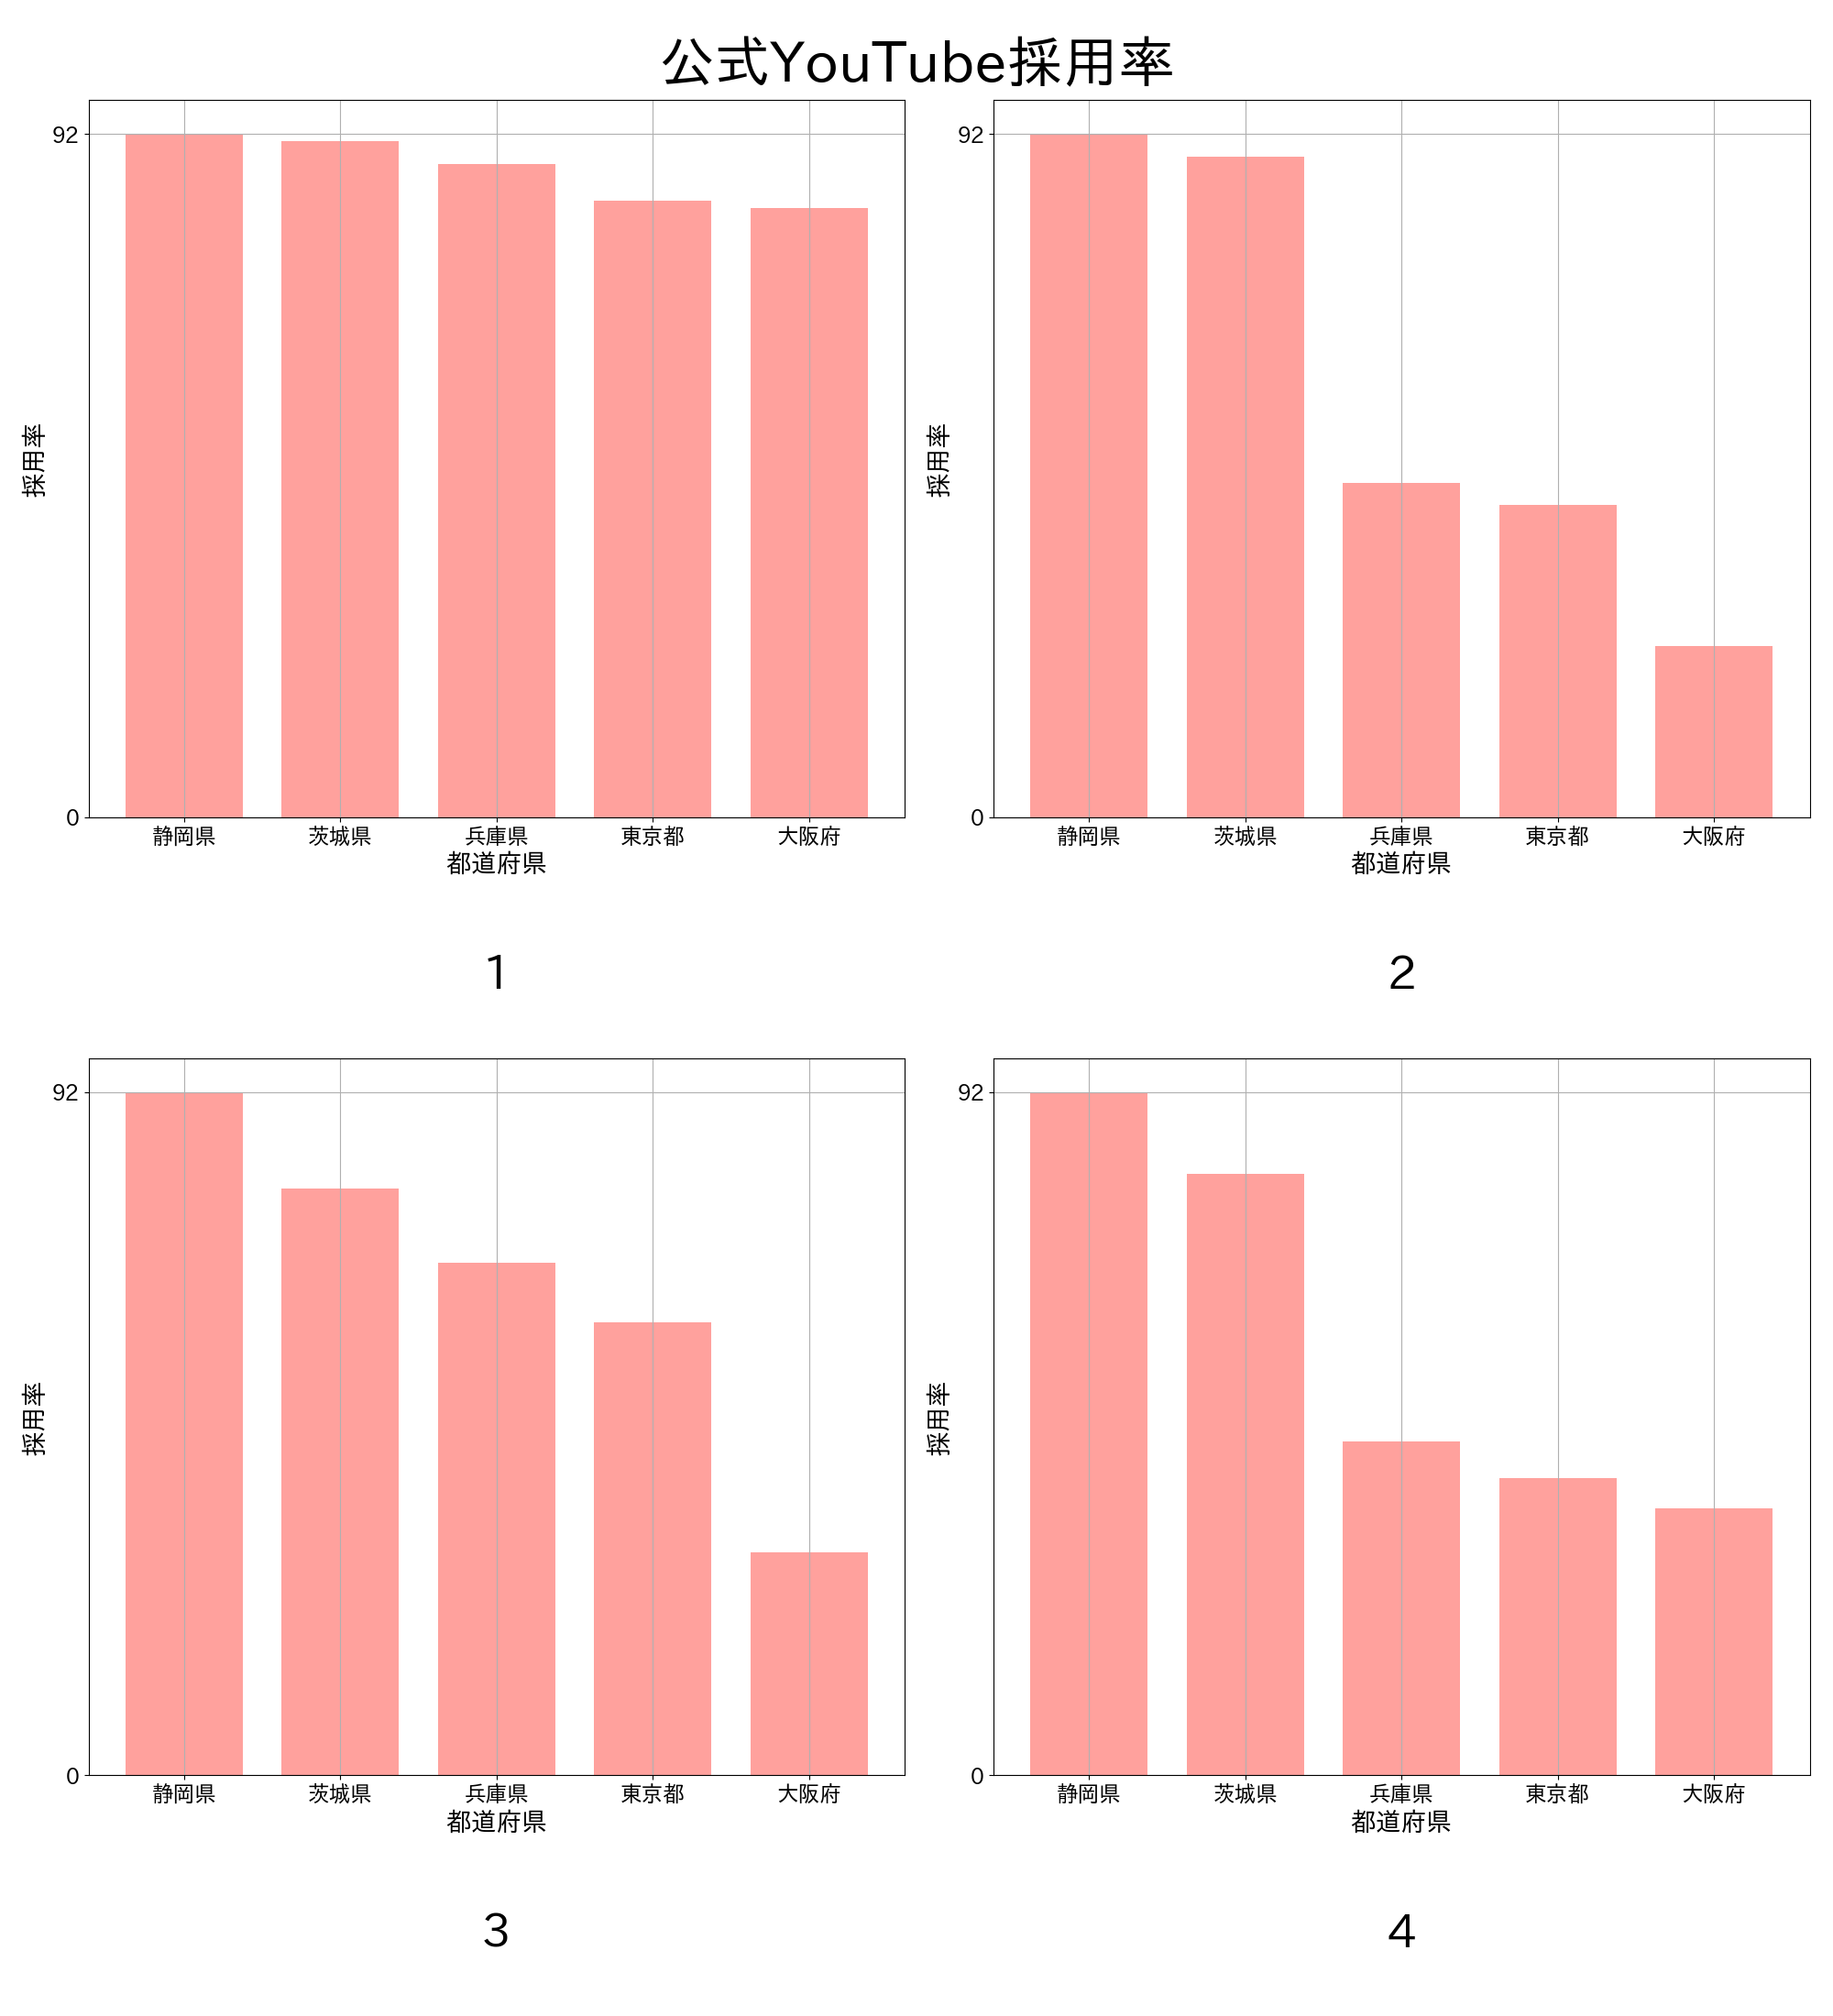 公式YouTube採用率
92
0
採用率
静岡県 茨城県 兵庫県 東京都 大阪府
都道府県
1
92
0
採用率
静岡県 茨城県 兵庫県 東京都 大阪府
都道府県
2
92
0
採用率
静岡県 茨城県 兵庫県 東京都 大阪府
都道府県
3
92
0
採用率
静岡県 茨城県 兵庫県 東京都 大阪府
都道府県
4